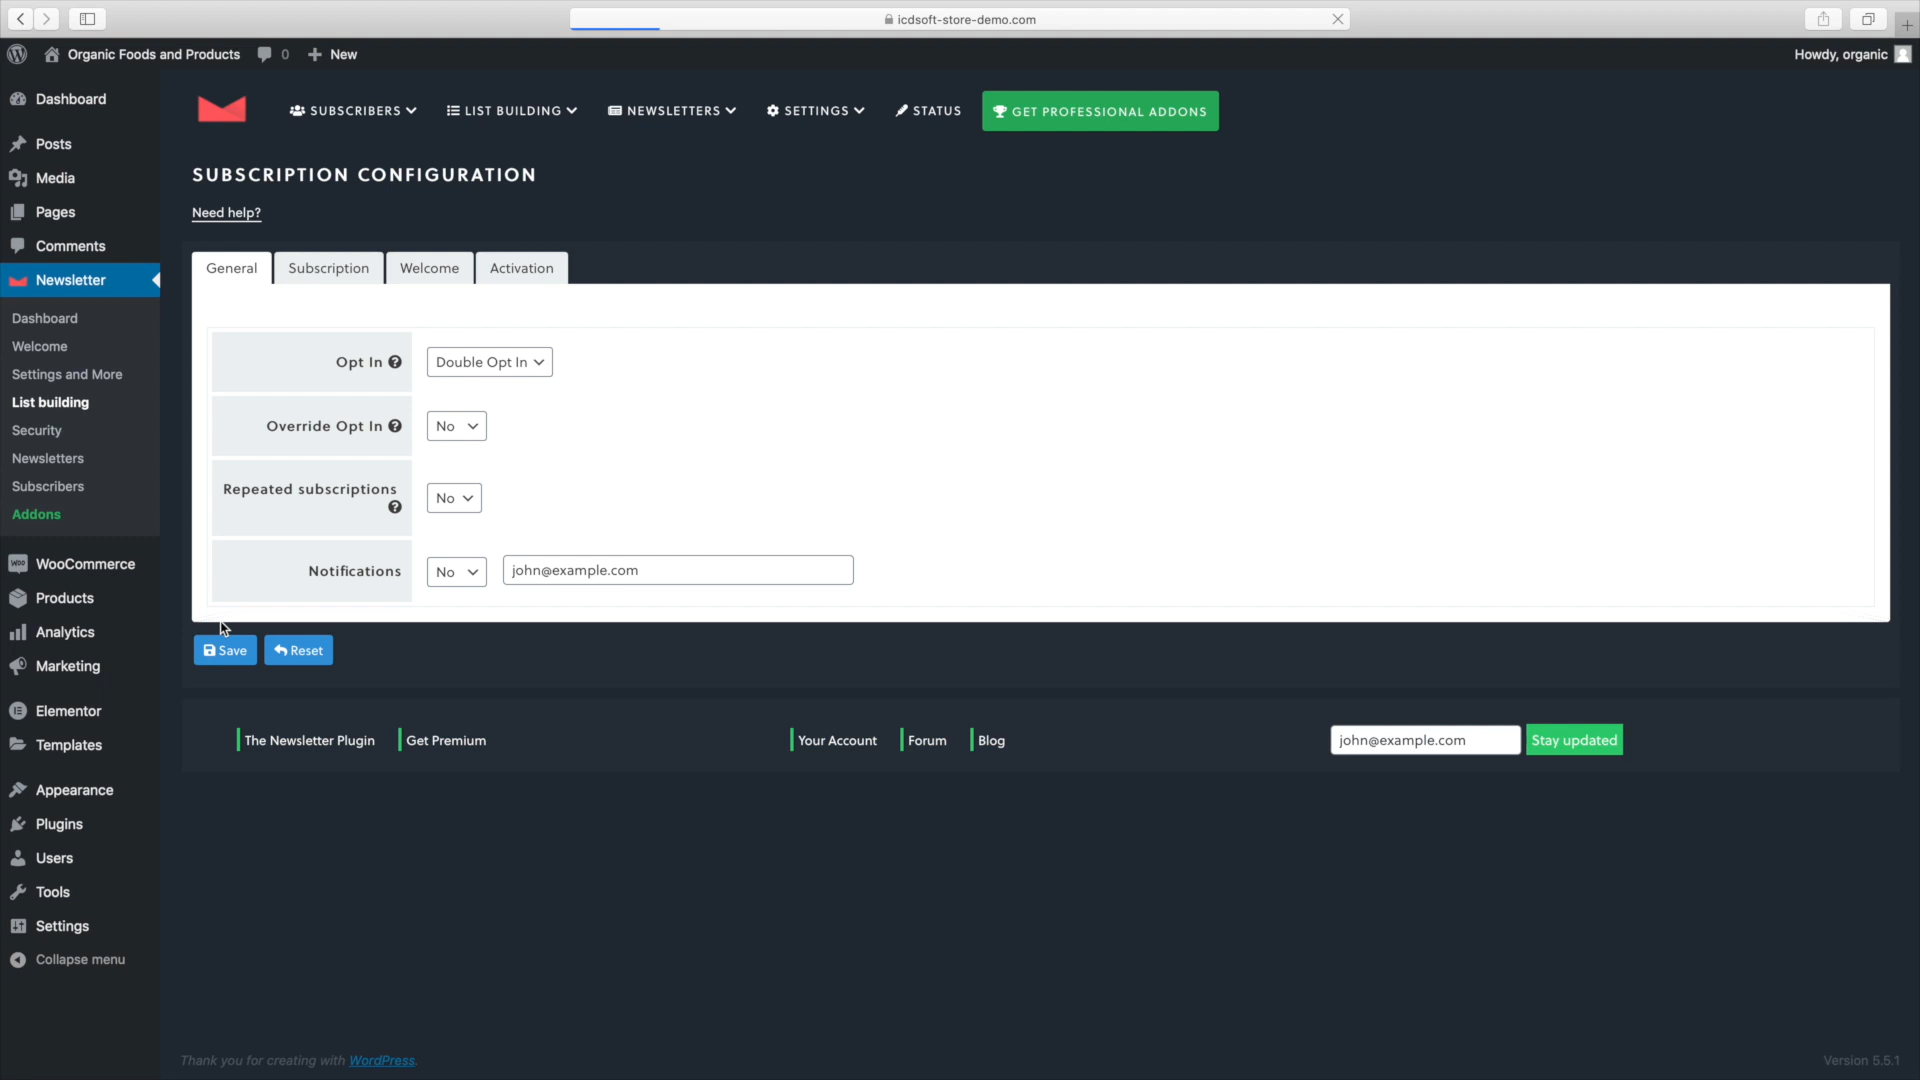 icdsoft-store-demo.com
Organic Foods and Products
0
New
Howdy, organic
Dashboard
Posts
Media
Pages
Comments
Newsletter
Dashboard
Welcome
Settings and More
List building
Security
Newsletters
Subscribers
Addons
WooCommerce
Products
Analytics
Marketing
Elementor
Templates
Appearance
Plugins
Users
Tools
Settings
Collapse menu
SUBSCRIBERS
LIST BUILDING
NEWSLETTERS
SETTINGS
STATUS
GET PROFESSIONAL ADDONS
SUBSCRIPTION CONFIGURATION
Need help?
General
Subscription
Welcome
Activation
Opt In
Double Opt In
Override Opt In
No
Repeated subscriptions
No
Notifications
No
john@example.com
Save
Reset
The Newsletter Plugin
Get Premium
Your Account
Forum
Blog
john@example.com
Stay updated
Thank you for creating with WordPress.
Version 5.5.1